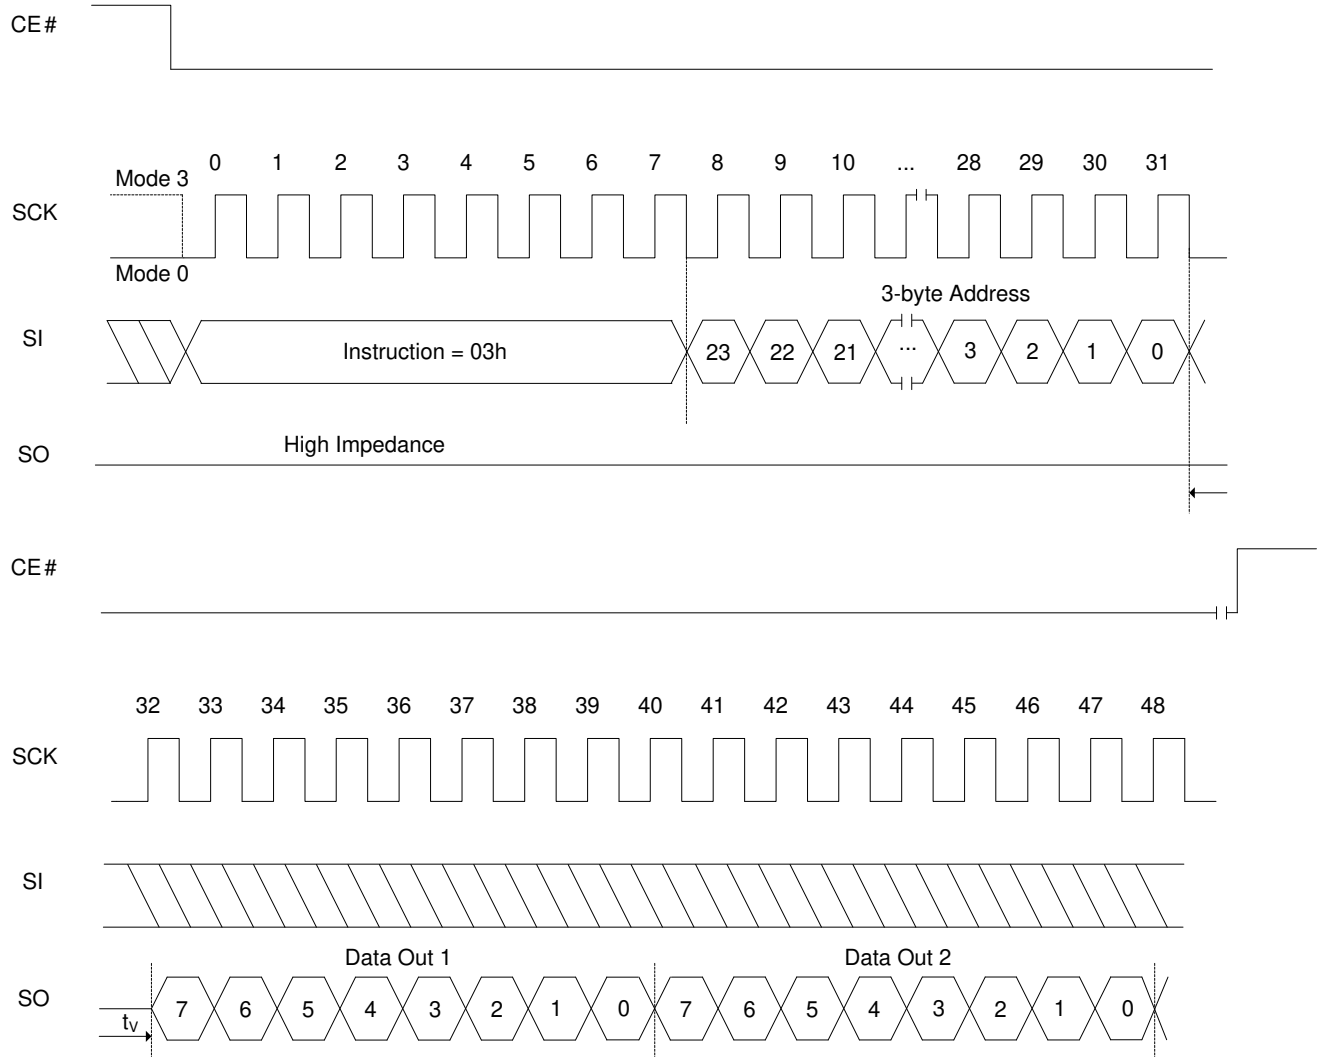 CE#
0 1 2 3 4 5 6 7 8 9 10 ... 28 29 30 31
Mode 3
SCK
Mode 0
3-byte Address
SI
Instruction = 03h 23 22 21 ... 3 2 1 0
High Impedance
SO
CE#
32 33 34 35 36 37 38 39 40 41 42 43 44 45 46 47 48
SCK
SI
Data Out 1 Data Out 2
SO
7 6 5 4 3 2 1 0 7 6 5 4 3 2 1 0
tV